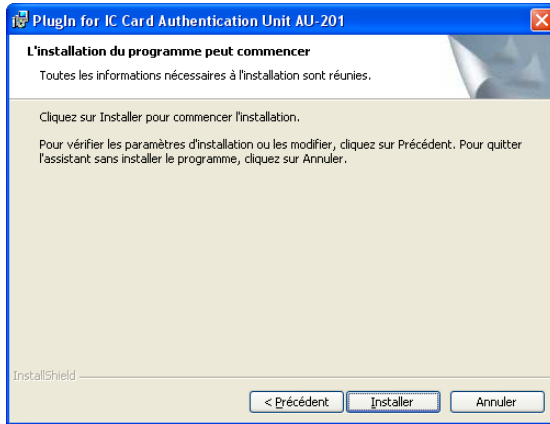 PlugIn for IC Card Authentication Unit AU-201
L'installation du programme peut commencer
Toutes les informations nécessaires à l'installation sont réunies.
Cliquez sur Installer pour commencer l'installation.
Pour vérifier les paramètres d'installation ou les modifier, cliquez sur Précédent. Pour quitter
l'assistant sans installer le programme, cliquez sur Annuler.
InstallShield
< Précédent Installer Annuler